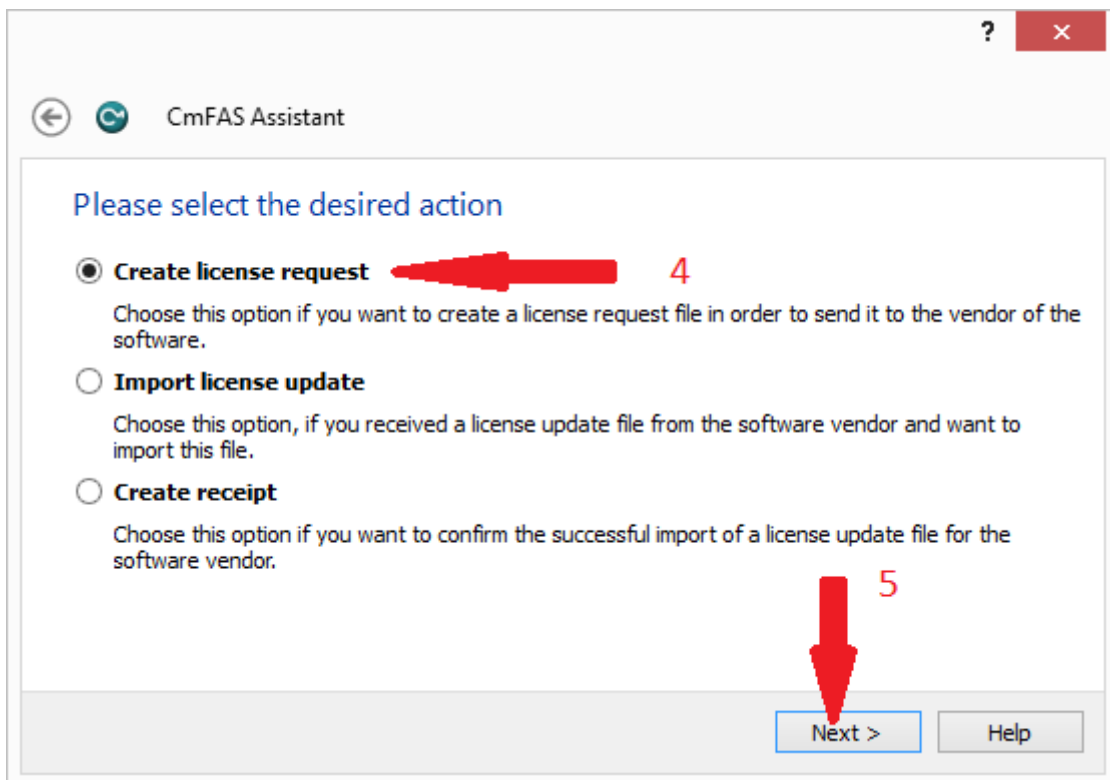 ?
CmFAS Assistant
Please select the desired action
Create license request
4
Choose this option if you want to create a license request file in order to send it to the vendor of the
software.
Import license update
Choose this option, if you received a license update file from the software vendor and want to
import this file.
Create receipt
Choose this option if you want to confirm the successful import of a license update file for the
software vendor.
5
Next >
Help